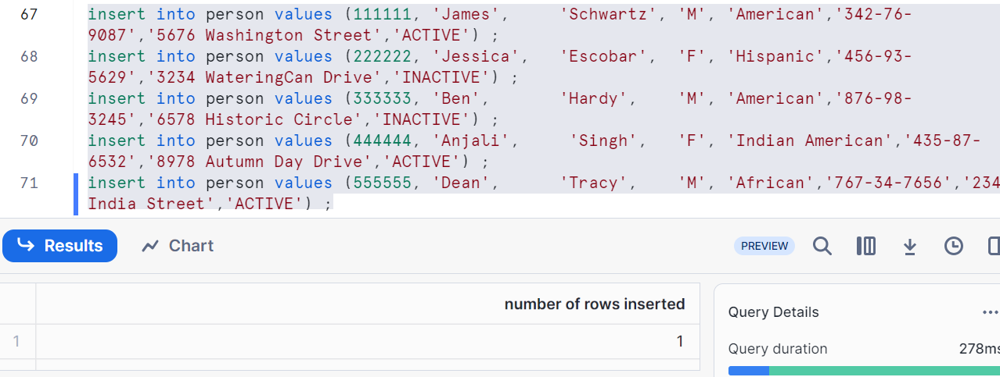 67 insert into person values (111111, 'James', 'Schwartz', 'M', 'American','342-76-
9087','5676 Washington Street','ACTIVE') ;
68 insert into person values (222222, 'Jessica', 'Escobar', 'F', 'Hispanic','456-93-
5629','3234 WateringCan Drive','INACTIVE') ;
69 insert into person values (333333, 'Ben', 'Hardy', 'M', 'American','876-98-
3245','6578 Historic Circle','INACTIVE') ;
70 insert into person values (444444, 'Anjali', 'Singh', 'F', 'Indian American','435-87-
6532','8978 Autumn Day Drive','ACTIVE') ;
71 insert into person values (555555, 'Dean', 'Tracy', 'M', 'African','767-34-7656','234
India Street','ACTIVE') ;
Results Chart PREVIEW
number of rows inserted
1 1
Query Details ...
Query duration 278ms